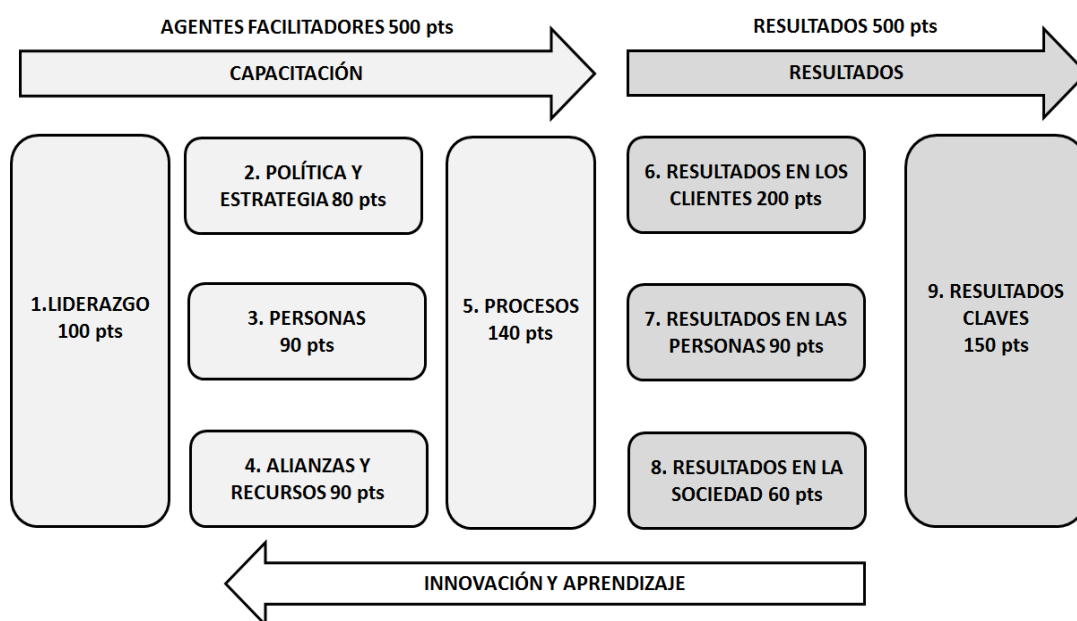 AGENTES FACILITADORES 500 pts
CAPACITACIÓN
RESULTADOS 500 pts
RESULTADOS
1.LIDERAZGO
100 pts
2. POLÍTICA Y
ESTRATEGIA 80 pts
3. PERSONAS
90 pts
4. ALIANZAS Y
RECURSOS 90 pts
5. PROCESOS
140 pts
6. RESULTADOS EN LOS
CLIENTES 200 pts
7. RESULTADOS EN LAS
PERSONAS 90 pts
8. RESULTADOS EN LA
SOCIEDAD 60 pts
9. RESULTADOS
CLAVES
150 pts
INNOVACIÓN Y APRENDIZAJE